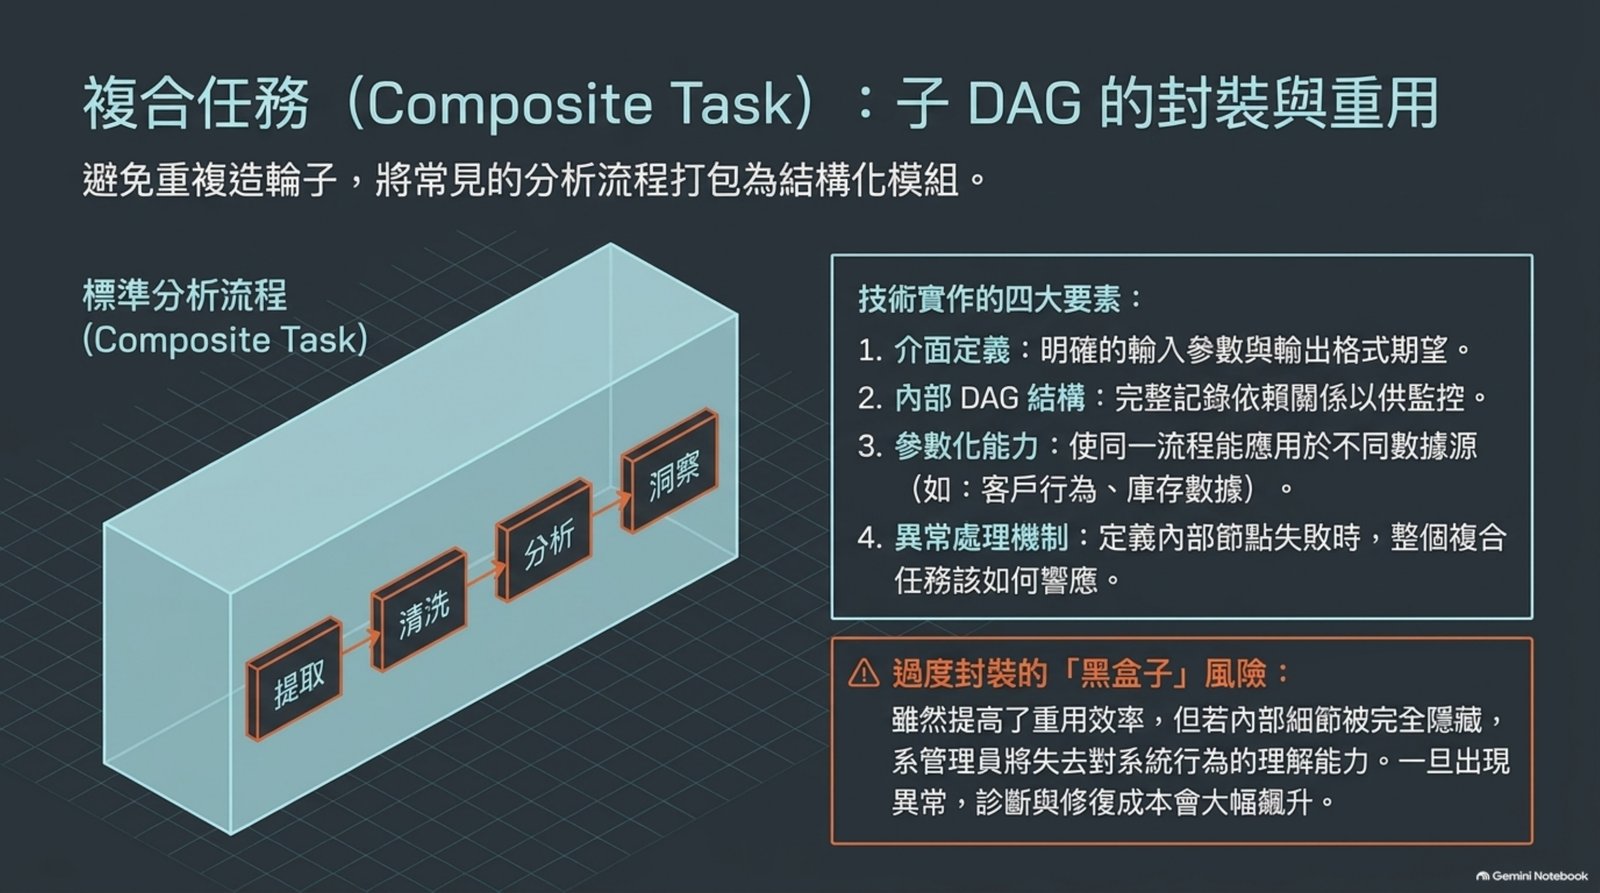 複合任務（Composite Task）：子 DAG 的封裝與重用
避免重複造輪子，將常見的分析流程打包為結構化模組。
標準分析流程
(Composite Task)
提取
清洗
分析
洞察
技術實作的四大要素：
1. 介面定義：明確的輸入參數與輸出格式期望。
2. 內部 DAG 結構：完整記錄依賴關係以供監控。
3. 參數化能力：使同一流程能應用於不同數據源
（如：客戶行為、庫存數據）。
4. 異常處理機制：定義內部節點失敗時，整個複合
任務該如何響應。
過度封裝的「黑盒子」風險：
雖然提高了重用效率，但若內部細節被完全隱藏，
系管理員將失去對系統行為的理解能力。一旦出現
異常，診斷與修復成本會大幅飆升。
Gemini Notebook